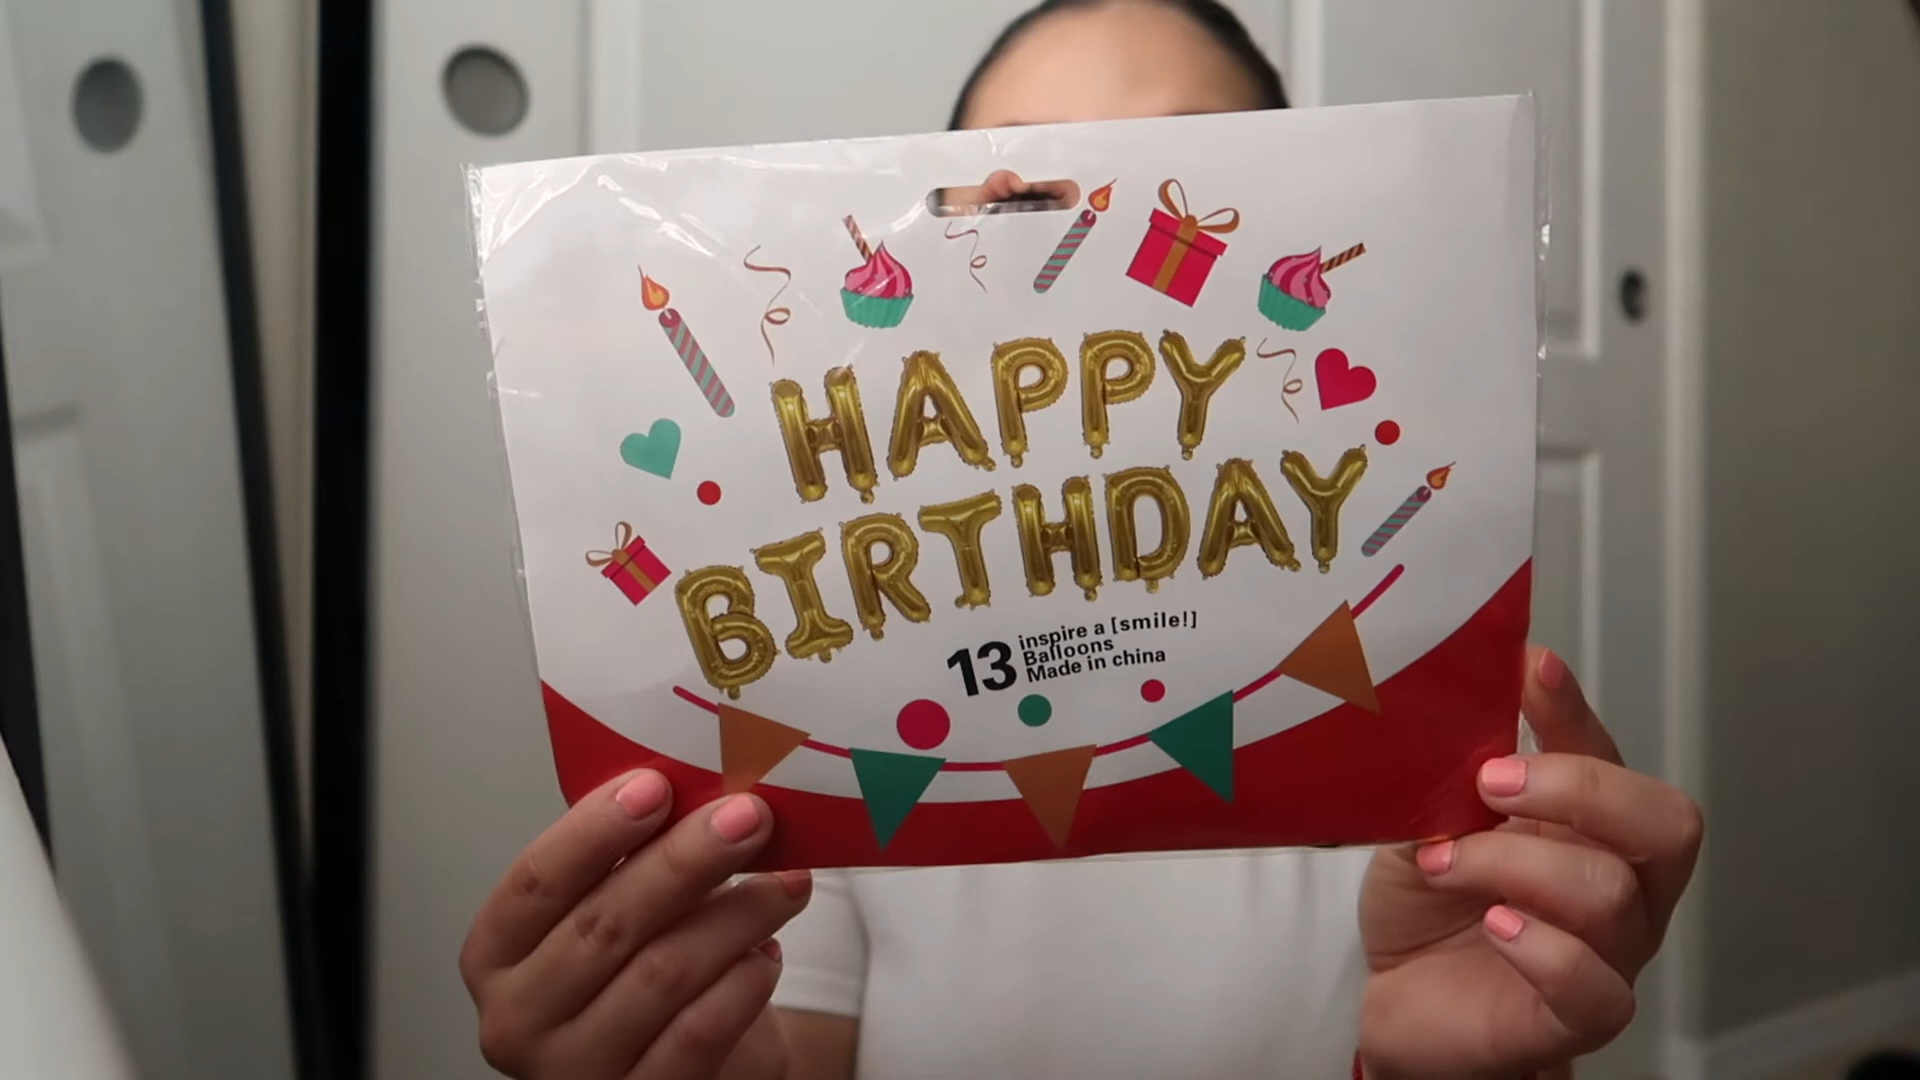 HAPPY
BIRTHDAY
13
inspire a [smile!]
Balloons
Made in china